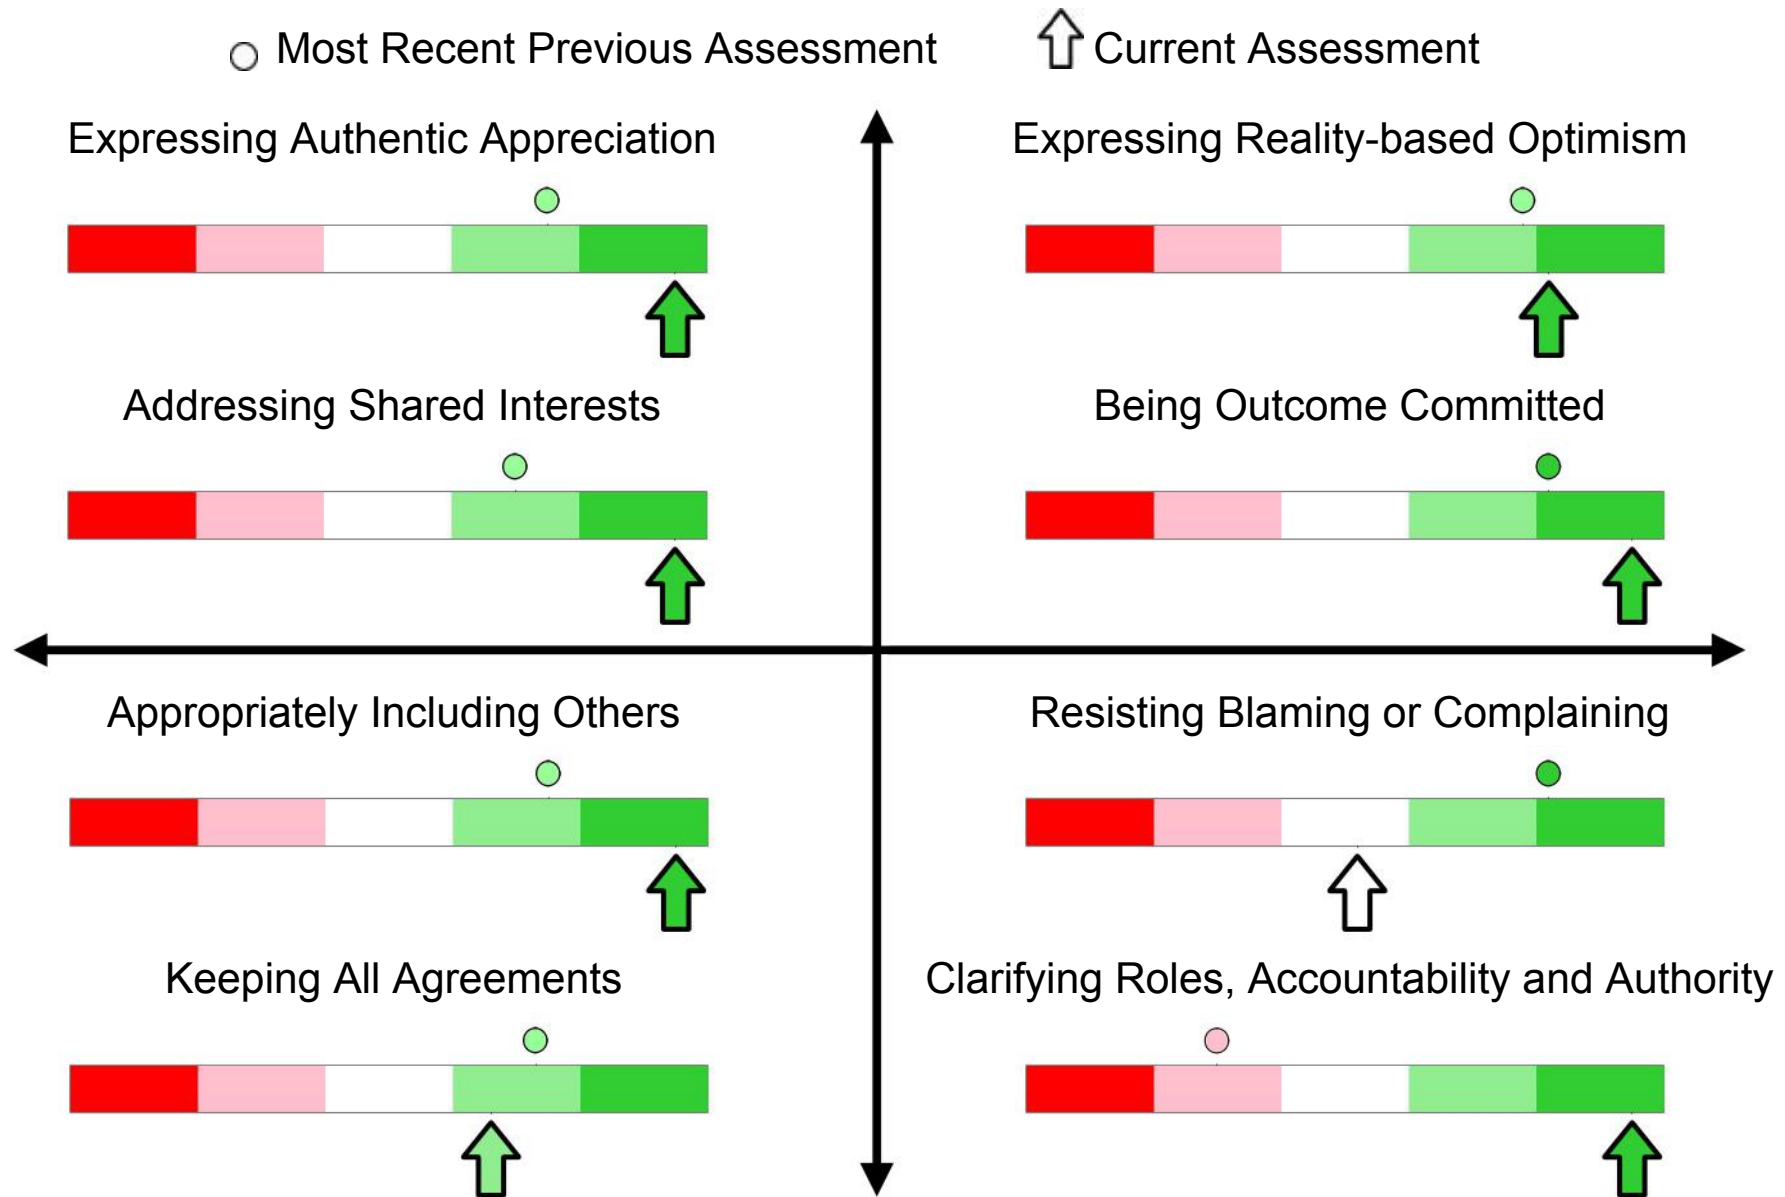 Most Recent Previous Assessment
Current Assessment
Expressing Authentic Appreciation
Expressing Reality-based Optimism
Addressing Shared Interests
Being Outcome Committed
Appropriately Including Others
Resisting Blaming or Complaining
Keeping All Agreements
Clarifying Roles, Accountability and Authority